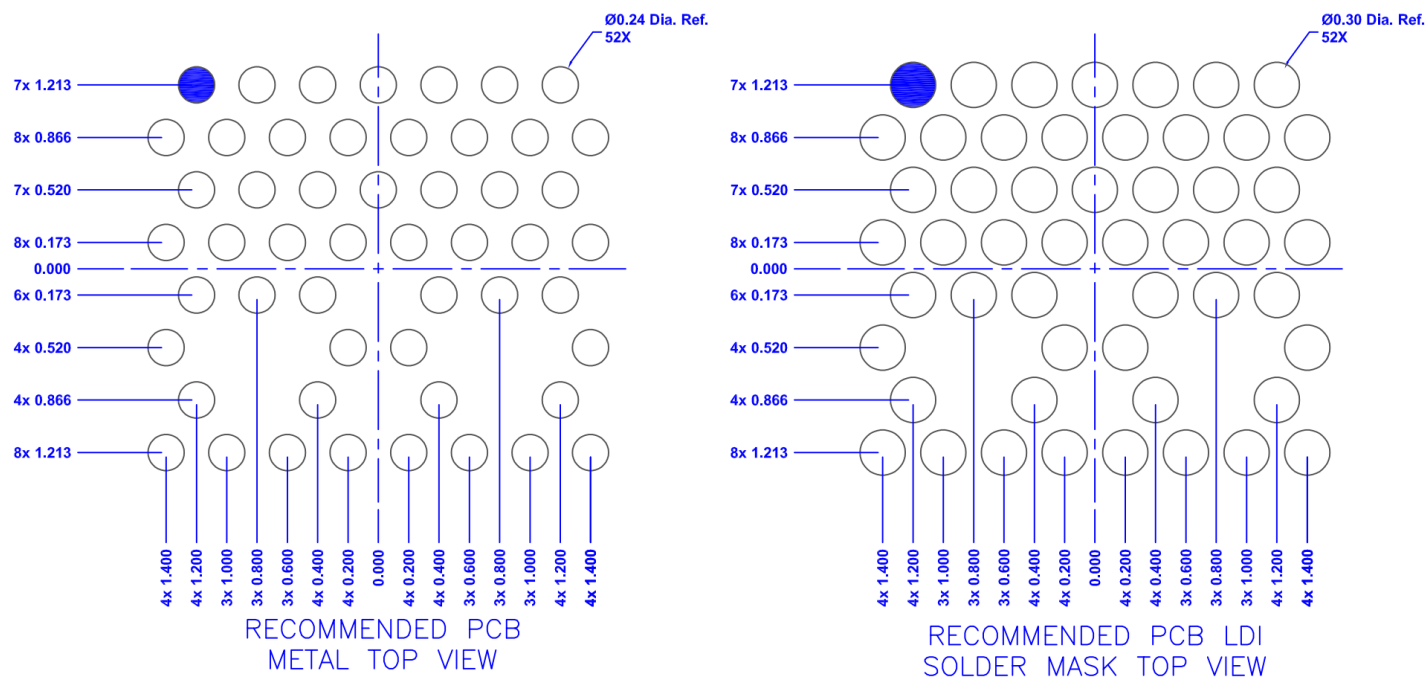 Ø0.24 Dia. Ref.
52X
7x 1.213
8x 0.866
7x 0.520
8x 0.173
0.000
6x 0.173
4x 0.520
4x 0.866
8x 1.213
4x 1.400
4x 1.200
3x 1.000
3x 0.800
3x 0.600
4x 0.400
4x 0.200
0.000
4x 0.200
4x 0.400
3x 0.600
3x 0.800
3x 1.000
4x 1.200
4x 1.400
RECOMMENDED PCB
METAL TOP VIEW
Ø0.30 Dia. Ref.
52X
7x 1.213
8x 0.866
7x 0.520
8x 0.173
0.000
6x 0.173
4x 0.520
4x 0.866
8x 1.213
4x 1.400
4x 1.200
3x 1.000
3x 0.800
3x 0.600
4x 0.400
4x 0.200
0.000
4x 0.200
4x 0.400
3x 0.600
3x 0.800
3x 1.000
4x 1.200
4x 1.400
RECOMMENDED PCB LDI
SOLDER MASK TOP VIEW